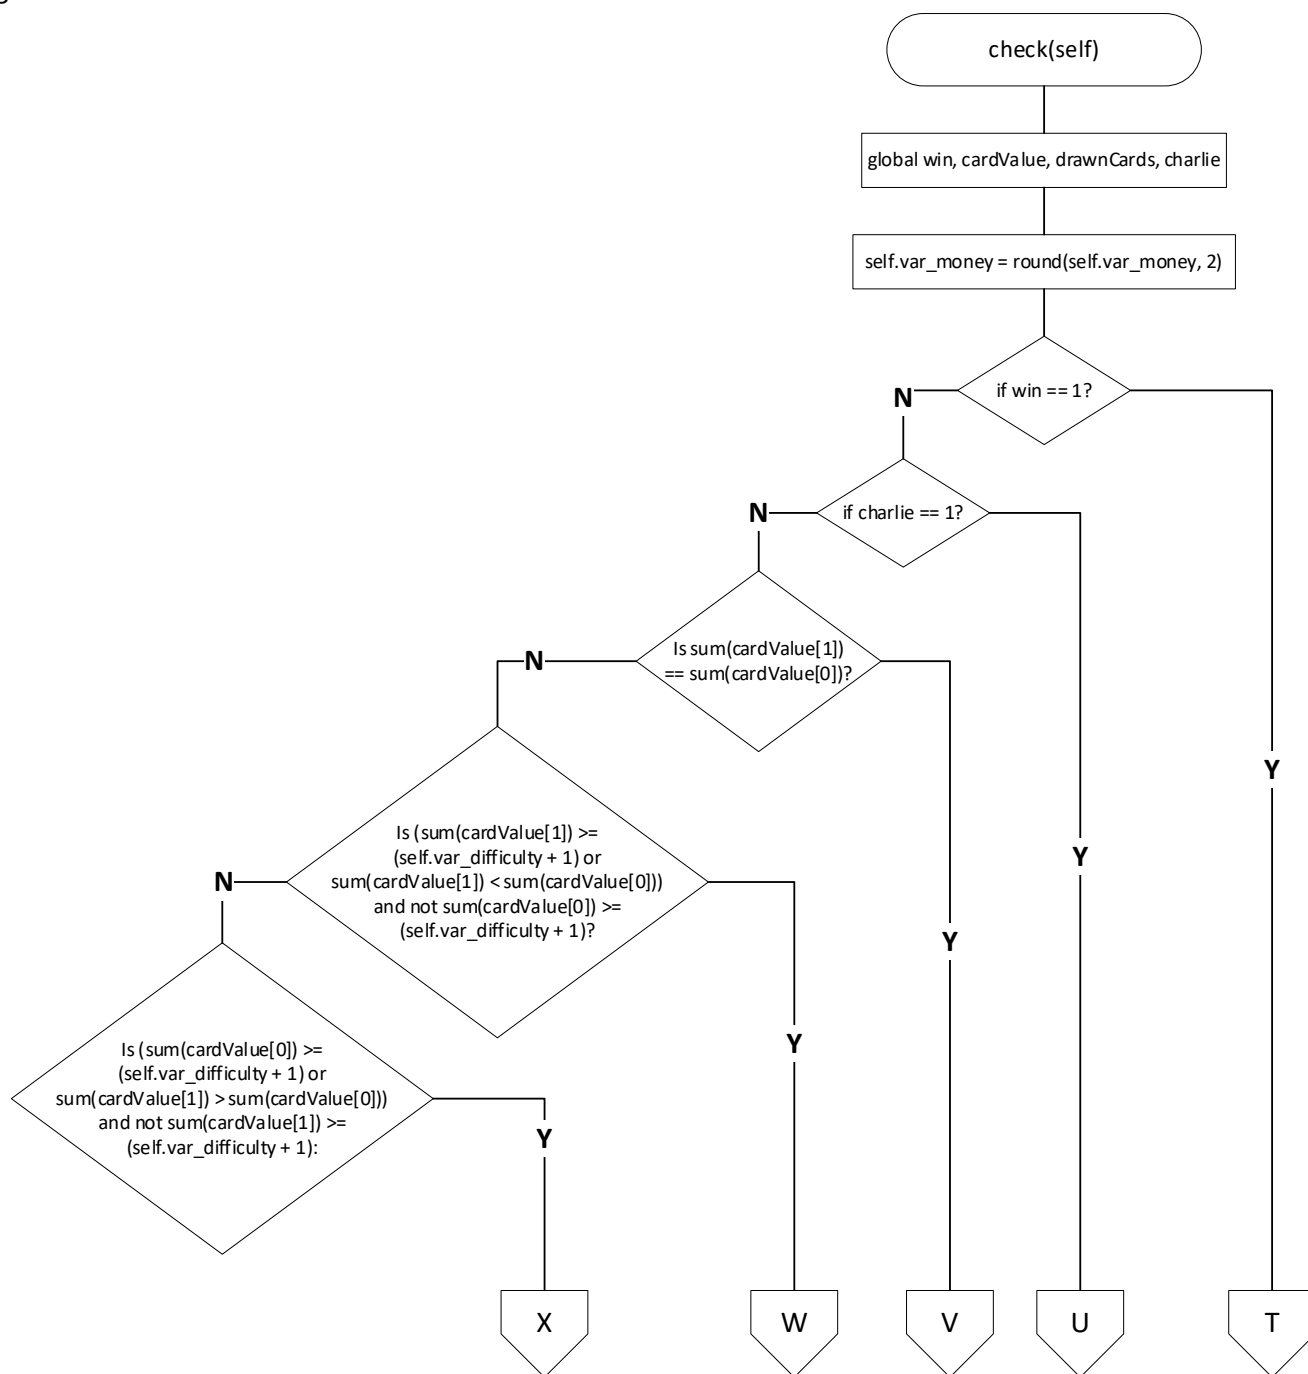 check(self)
global win, cardValue, drawnCards, charlie
self.var_money = round(self.var_money, 2)
if win == 1?
N
if charlie == 1?
N
Is sum(cardValue[1])
== sum(cardValue[0])?
N
Y
Is (sum(cardValue[1]) >=
(self.var_difficulty + 1) or
sum(cardValue[1]) < sum(cardValue[0]))
and not sum(cardValue[0]) >=
(self.var_difficulty + 1)?
Y
N
Y
Is (sum(cardValue[0]) >=
(self.var_difficulty + 1) or
sum(cardValue[1]) > sum(cardValue[0]))
and not sum(cardValue[1]) >=
(self.var_difficulty + 1):
Y
Y
X
W
V
U
T